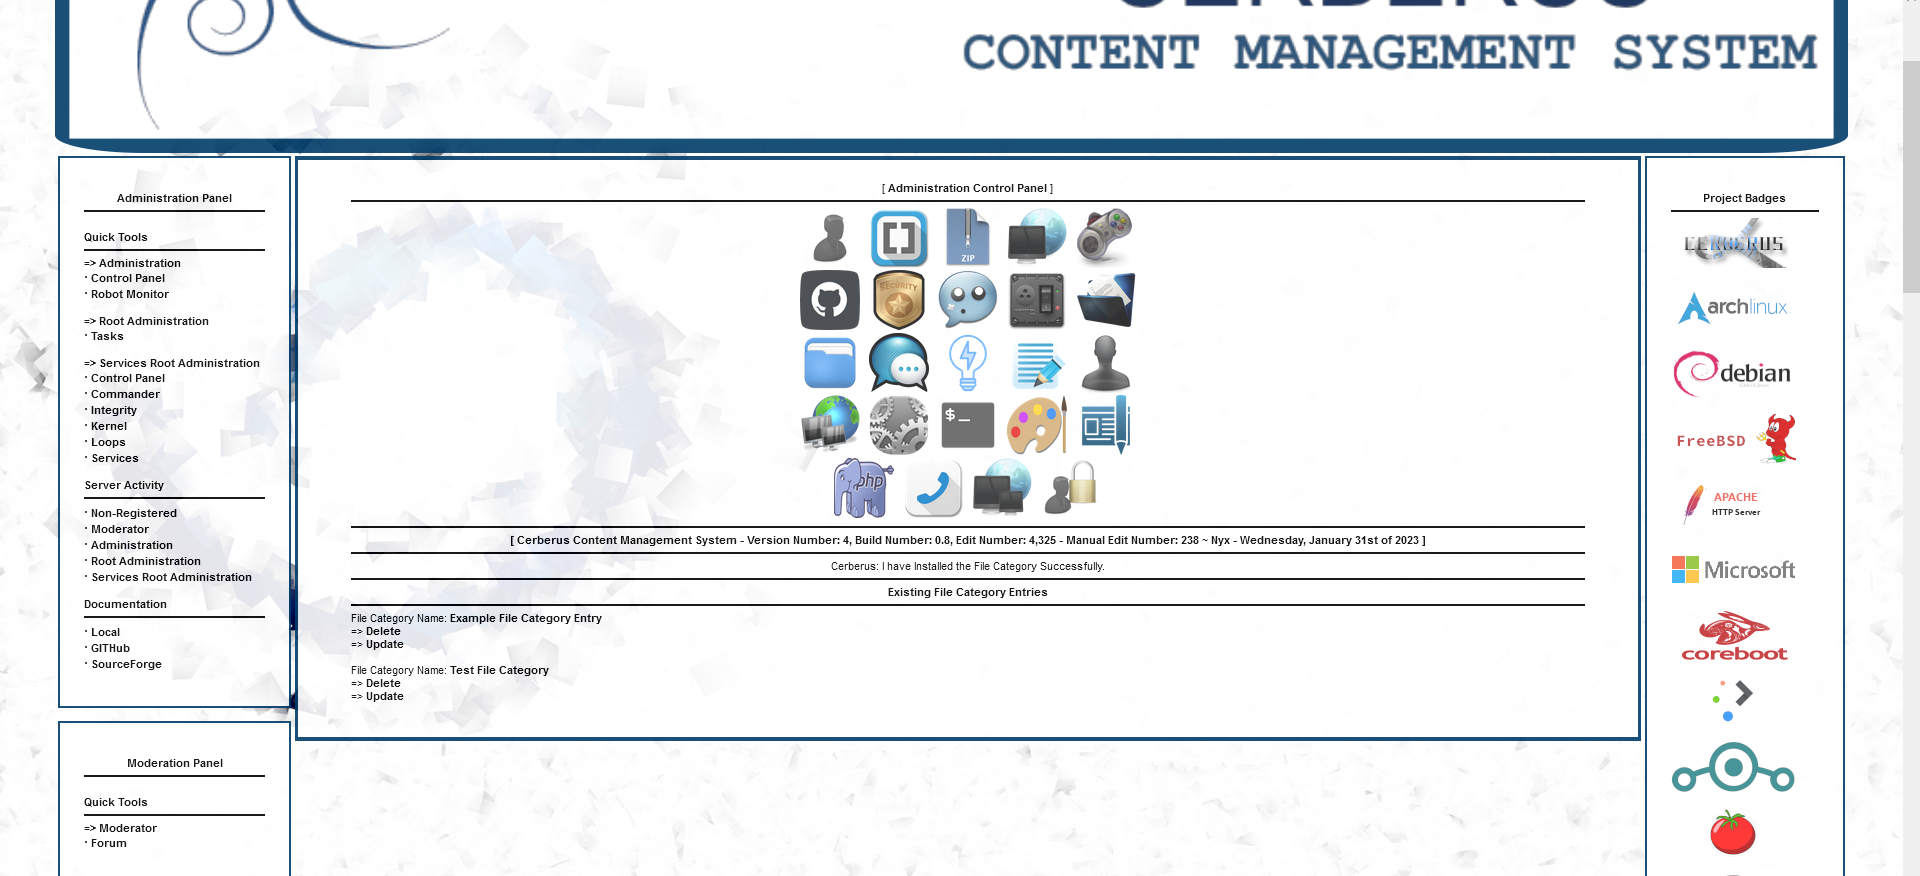 CERBERUS
CONTENT MANAGEMENT SYSTEM
Administration Panel
Quick Tools
=> Administration
· Control Panel
· Robot Monitor
=> Root Administration
· Tasks
=> Services Root Administration
· Control Panel
· Commander
· Integrity
· Kernel
· Loops
· Services
Server Activity
· Non-Registered
· Moderator
· Administration
· Root Administration
· Services Root Administration
Documentation
· Local
· GITHub
· SourceForge
Moderation Panel
Quick Tools
=> Moderator
· Forum
[ Administration Control Panel ]
ZIP
SECURITY
$ _
php
[ Cerberus Content Management System - Version Number: 4, Build Number: 0.8, Edit Number: 4,325 - Manual Edit Number: 238 ~ Nyx - Wednesday, January 31st of 2023 ]
Cerberus: I have Installed the File Category Successfully.
Existing File Category Entries
File Category Name: Example File Category Entry
=> Delete
=> Update
File Category Name: Test File Category
=> Delete
=> Update
Project Badges
CERBERUS
archlinux
debian
FreeBSD
APACHE
HTTP Server
Microsoft
coreboot